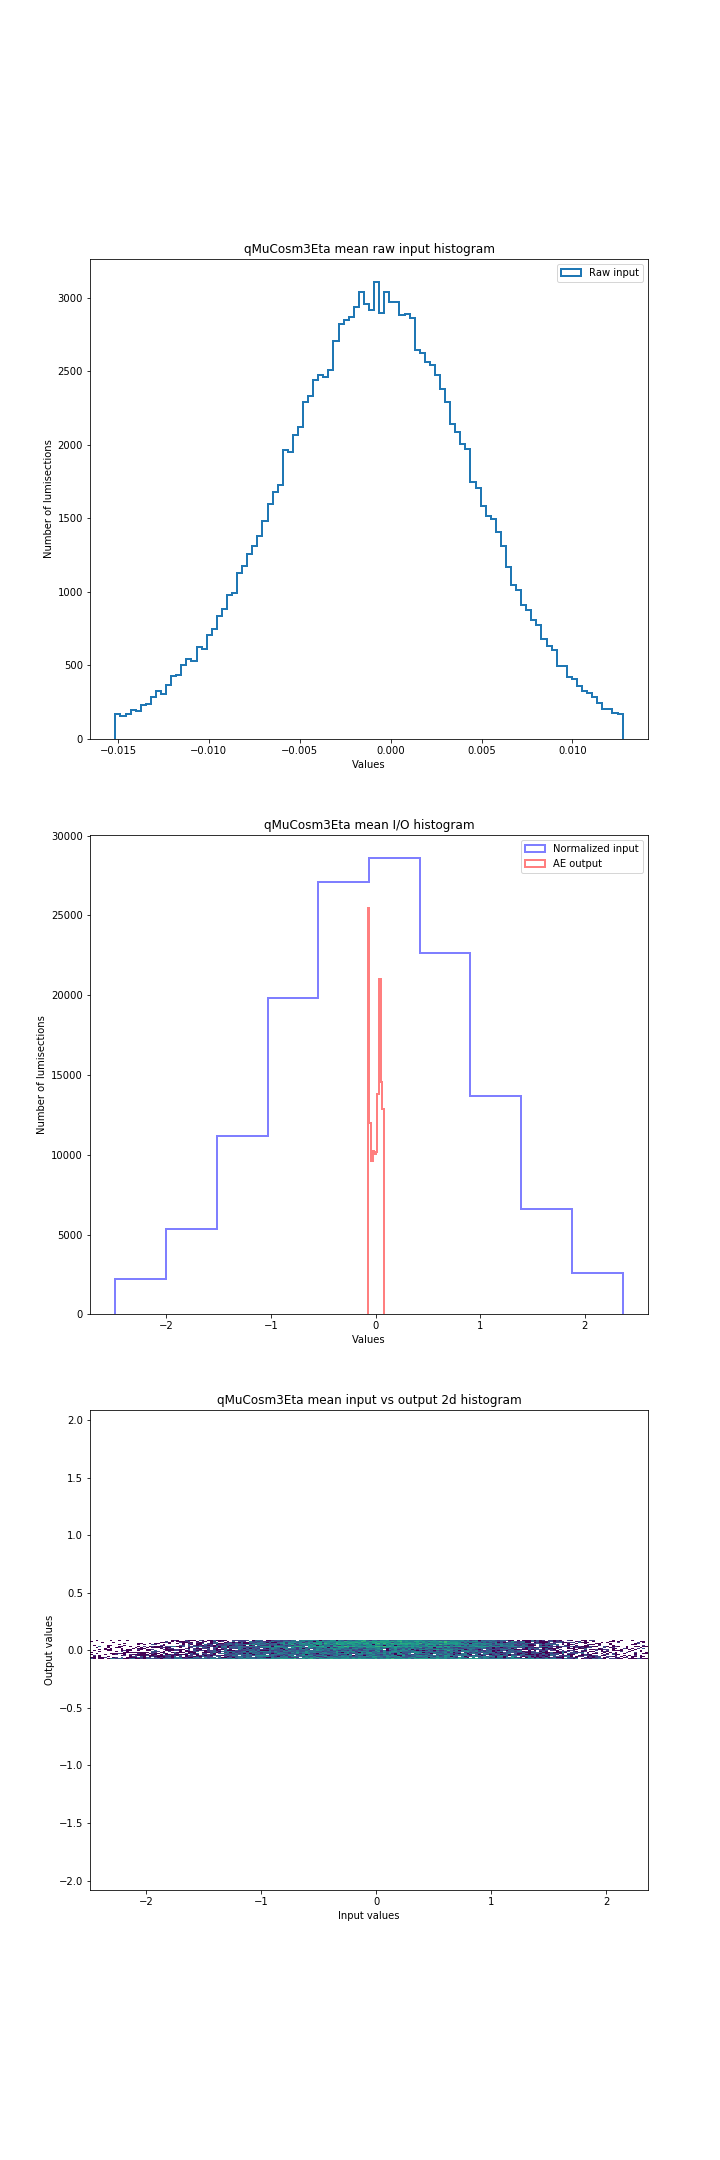 qMuCosm3Eta mean raw input histogram
Raw input
3000
2500
2000
1500
1000
500
0
Number of lumisections
−0.015 −0.010 −0.005 0.000 0.005 0.010
Values
qMuCosm3Eta mean I/O histogram
Normalized input
AE output
30000
25000
20000
15000
10000
5000
0
Number of lumisections
−2 −1 0 1 2
Values
qMuCosm3Eta mean input vs output 2d histogram
2.0
1.5
1.0
0.5
0.0
−0.5
−1.0
−1.5
−2.0
Output values
−2 −1 0 1 2
Input values